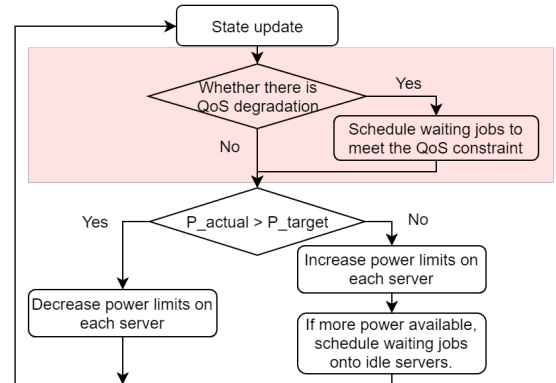 State update
Whether there is
QoS degradation
Yes
Schedule waiting jobs to
meet the QoS constraint
No
P_actual > P_target
Yes
No
Increase power limits on
each server
Decrease power limits on
each server
If more power available,
schedule waiting jobs
onto idle servers.